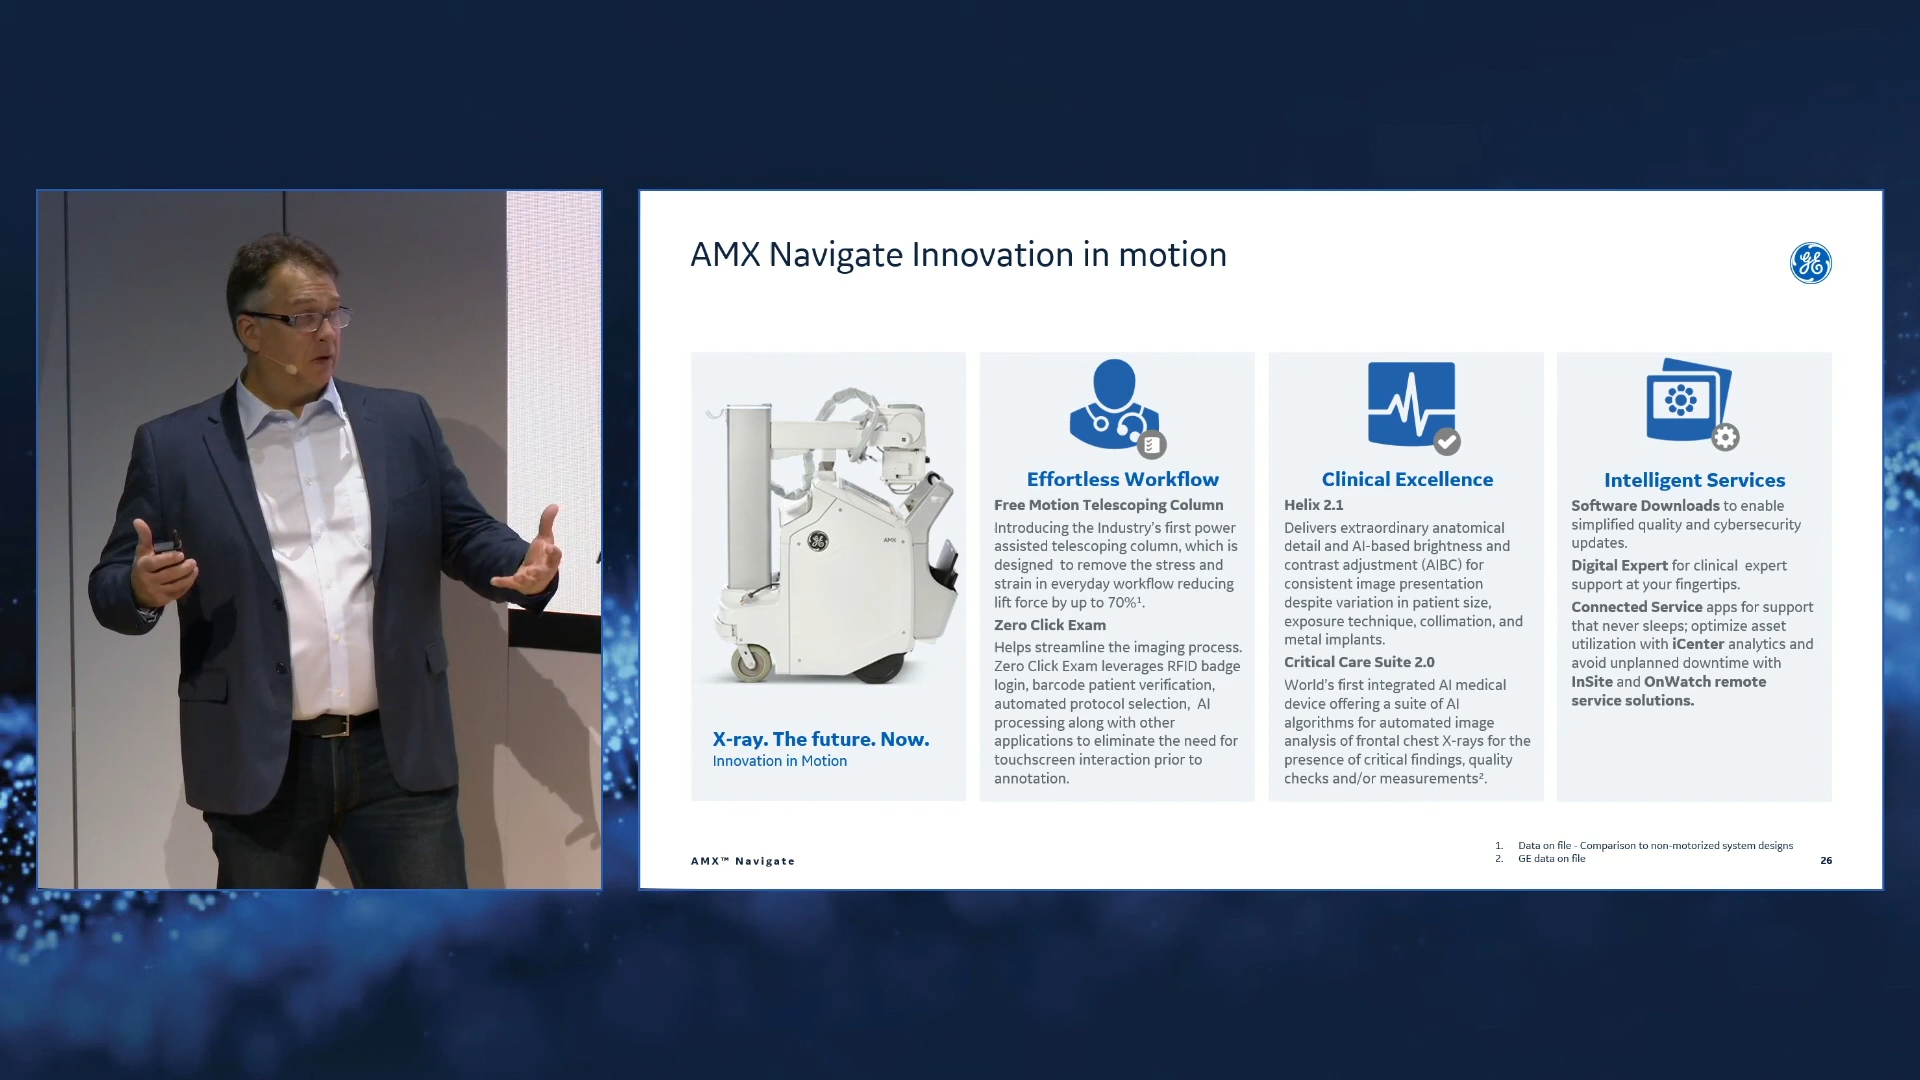 AMX Navigate Innovation in motion
GE
GE
AMX
X-ray. The future. Now.
Innovation in Motion
Effortless Workflow
Free Motion Telescoping Column
Introducing the Industry's first power
assisted telescoping column, which is
designed to remove the stress and
strain in everyday workflow reducing
lift force by up to 70%¹.
Zero Click Exam
Helps streamline the imaging process.
Zero Click Exam leverages RFID badge
login, barcode patient verification,
automated protocol selection, AI
processing along with other
applications to eliminate the need for
touchscreen interaction prior to
annotation.
Clinical Excellence
Helix 2.1
Delivers extraordinary anatomical
detail and AI-based brightness and
contrast adjustment (AIBC) for
consistent image presentation
despite variation in patient size,
exposure technique, collimation, and
metal implants.
Critical Care Suite 2.0
World's first integrated AI medical
device offering a suite of AI
algorithms for automated image
analysis of frontal chest X-rays for the
presence of critical findings, quality
checks and/or measurements².
Intelligent Services
Software Downloads to enable
simplified quality and cybersecurity
updates.
Digital Expert for clinical expert
support at your fingertips.
Connected Service apps for support
that never sleeps; optimize asset
utilization with iCenter analytics and
avoid unplanned downtime with
InSite and OnWatch remote
service solutions.
1. Data on file - Comparison to non-motorized system designs
2. GE data on file
AMX™ Navigate
26